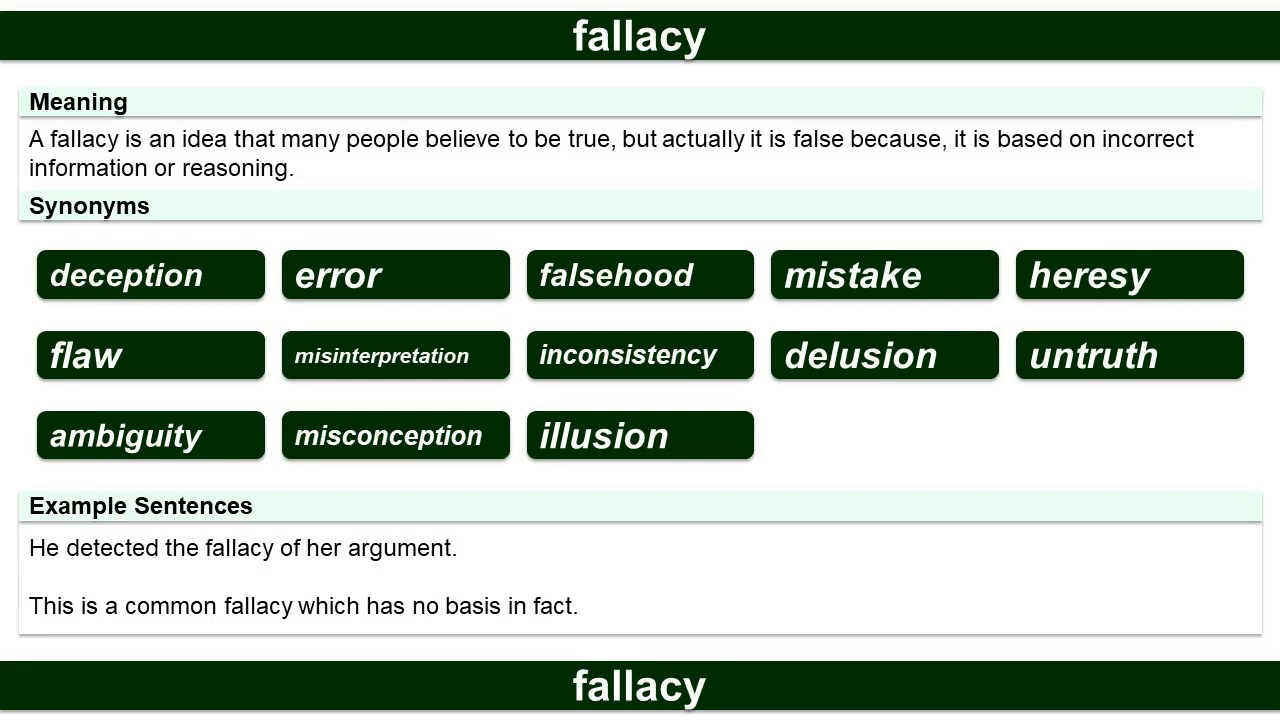 fallacy
Meaning
A fallacy is an idea that many people believe to be true, but actually it is false because, it is based on incorrect
information or reasoning.
Synonyms
deception error falsehood mistake heresy
flaw misinterpretation inconsistency delusion untruth
ambiguity misconception illusion
Example Sentences
He detected the fallacy of her argument.
This is a common fallacy which has no basis in fact.
fallacy